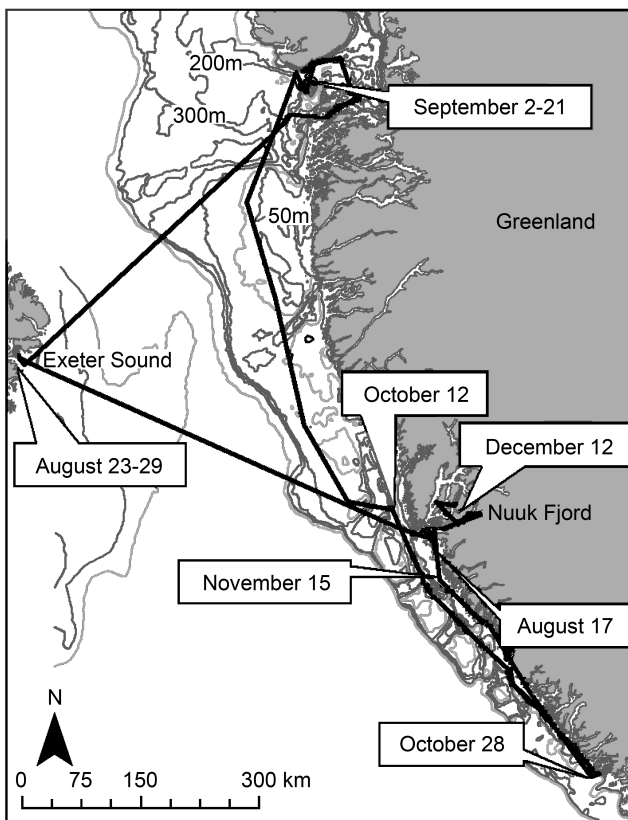 200m
September 2-21
300m
50m
Greenland
Exeter Sound
October 12
August 23-29
December 12
Nuuk Fjord
November 15
August 17
N
October 28
0 75 150 300 km